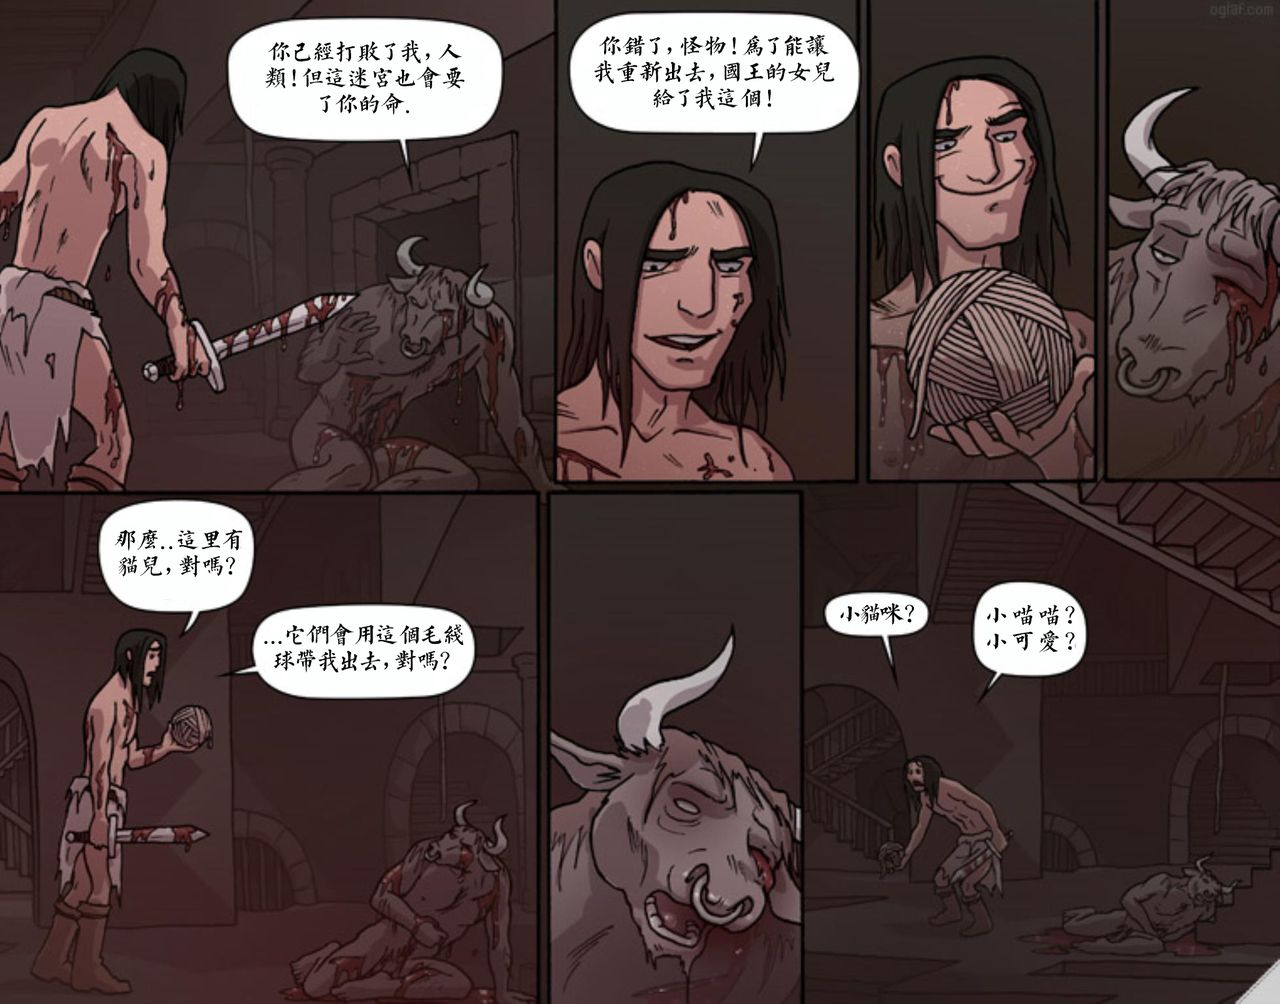 oglaf.com
你已經打敗了我，人
類！但這迷宮也會要
了你的命.
你錯了，怪物！爲了能讓
我重新出去，國王的女兒
給了我這個！
那麼..這里有
貓兒，對嗎？
...它們會用這個毛綫
球帶我出去，對嗎？
小貓咪？
小喵喵？
小可愛？